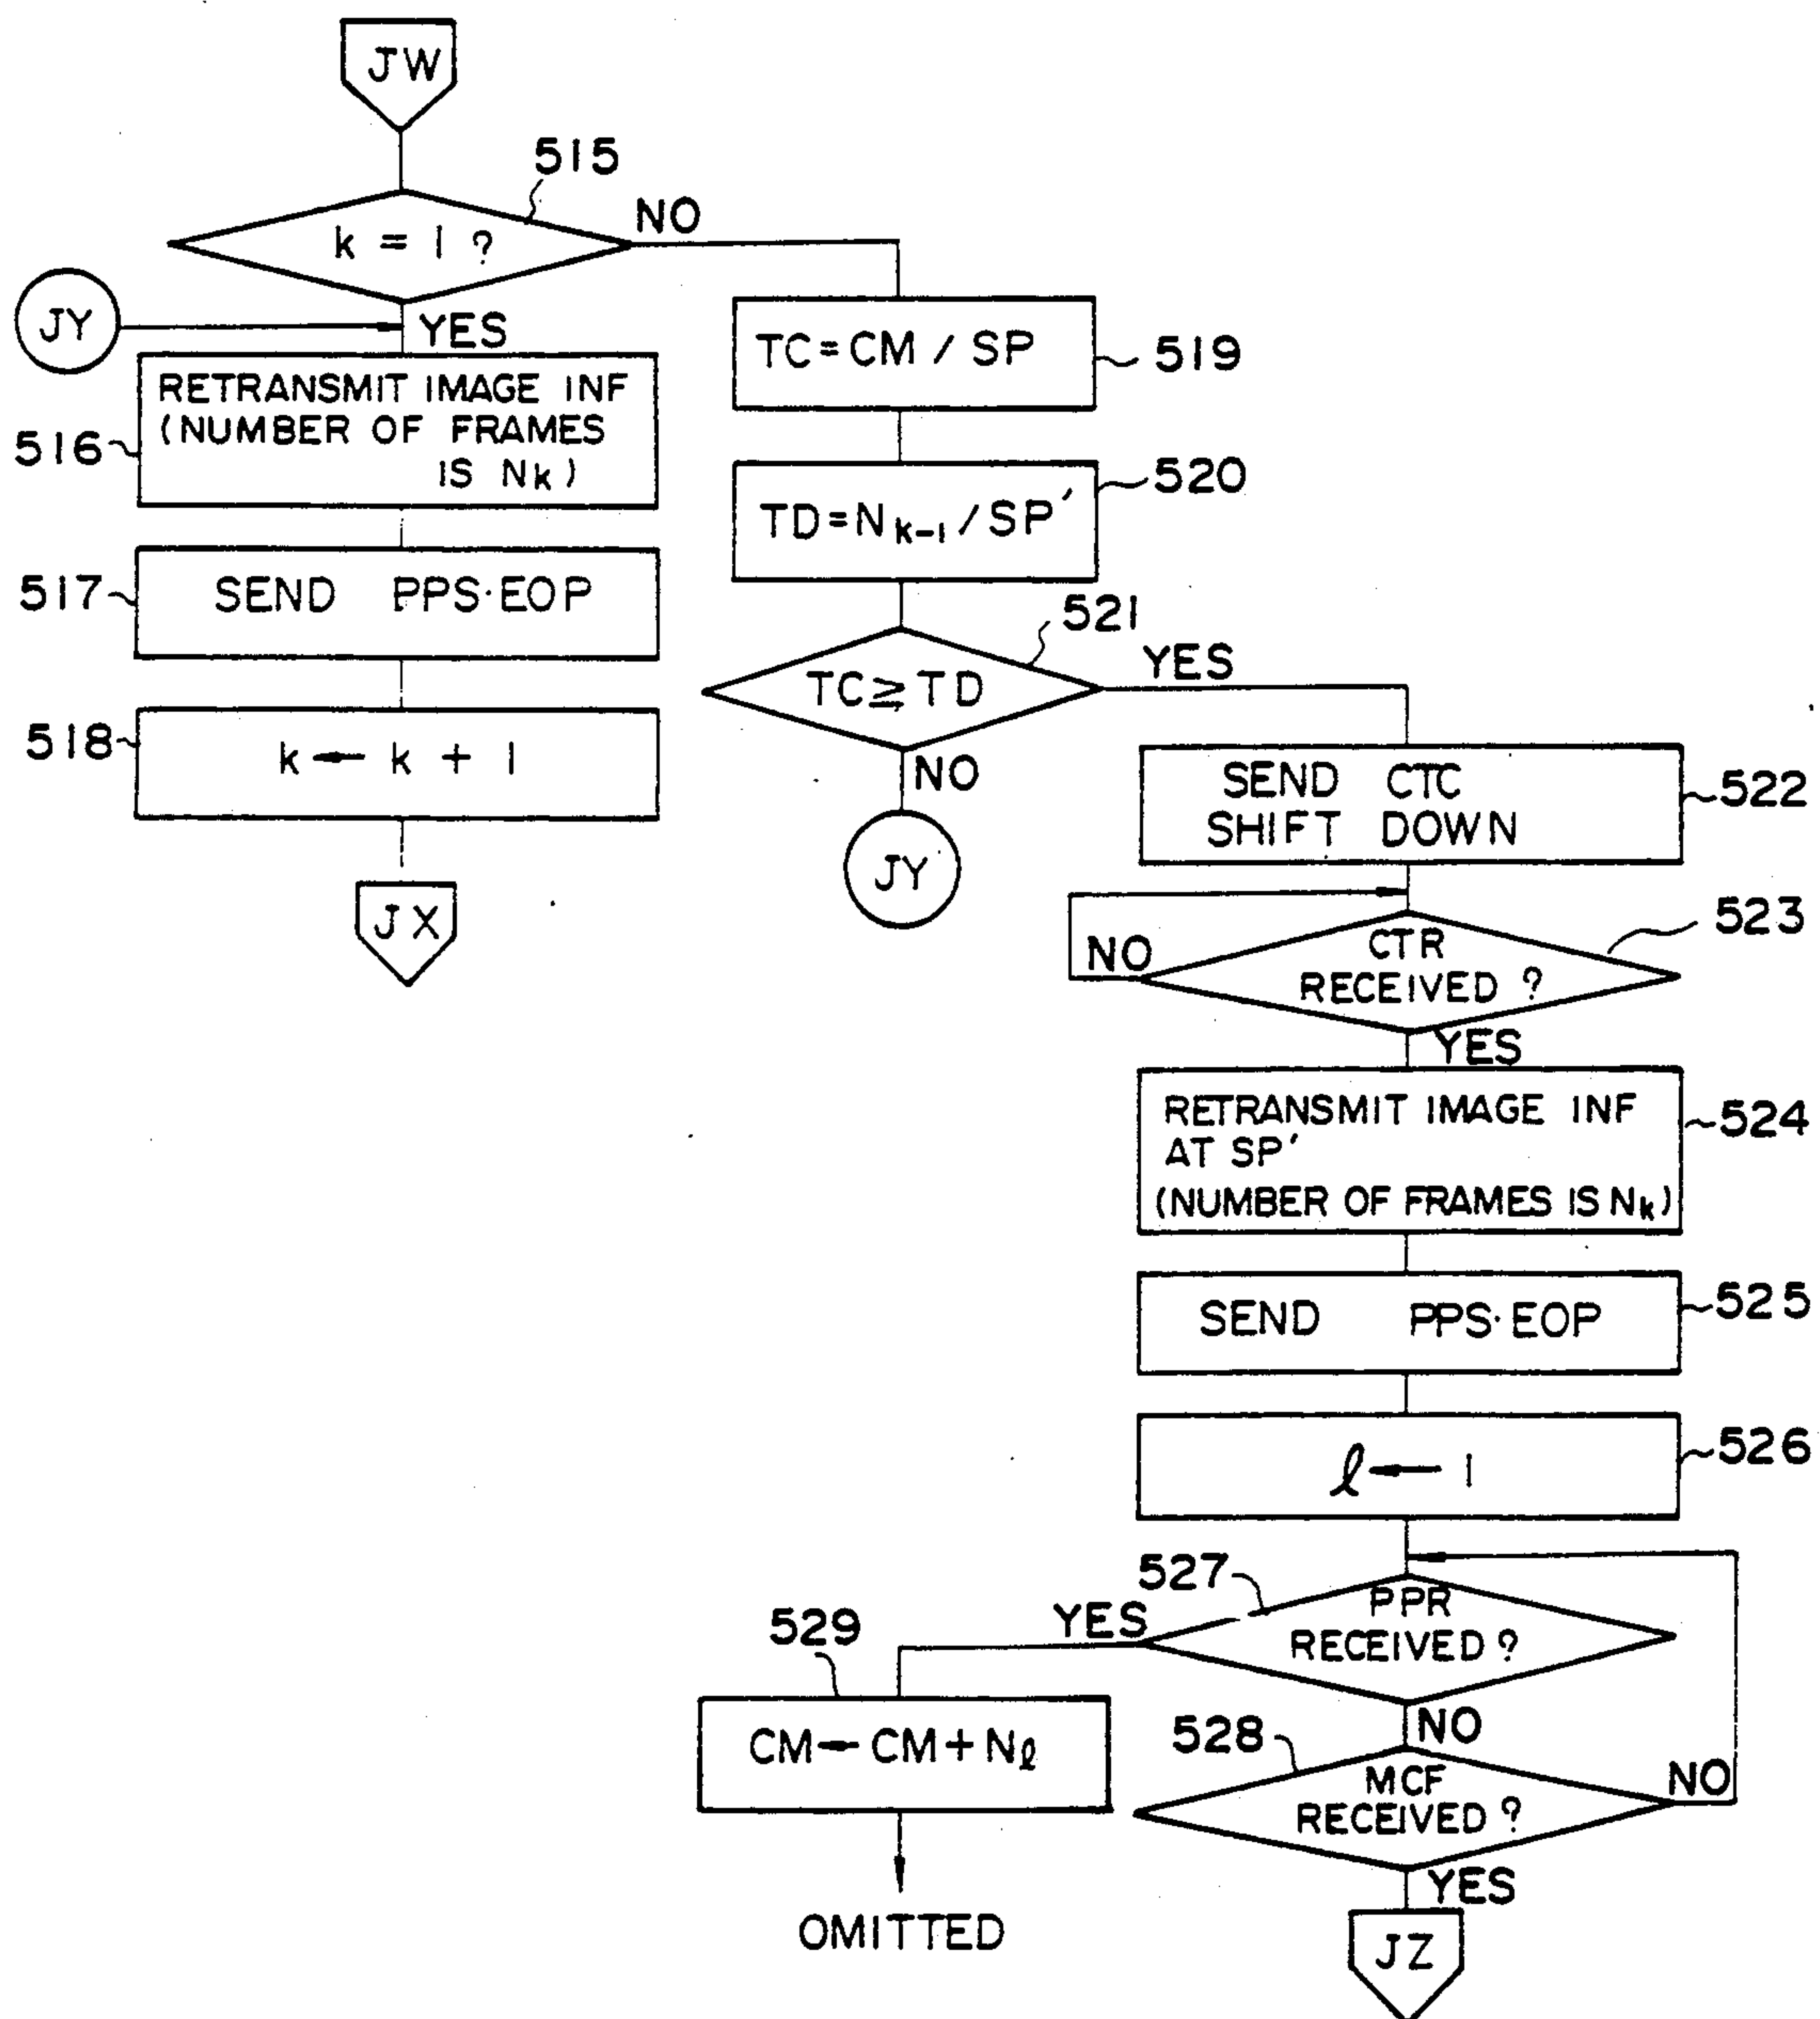 JW
515
k = 1 ?
NO
JY
YES
RETRANSMIT IMAGE INF
(NUMBER OF FRAMES
IS Nk)
516
517
SEND PPS·EOP
518
k ← k + 1
JX
TC = CM / SP
519
TD = Nk-1 / SP′
520
521
TC ≧ TD
YES
NO
JY
SEND CTC
SHIFT DOWN
522
523
CTR
RECEIVED ?
NO
YES
RETRANSMIT IMAGE INF
AT SP′
(NUMBER OF FRAMES IS Nk)
524
SEND PPS·EOP
525
ℓ ← 1
526
527
PPR
RECEIVED ?
YES
529
CM ← CM + Nℓ
OMITTED
NO
528
MCF
RECEIVED ?
NO
YES
JZ